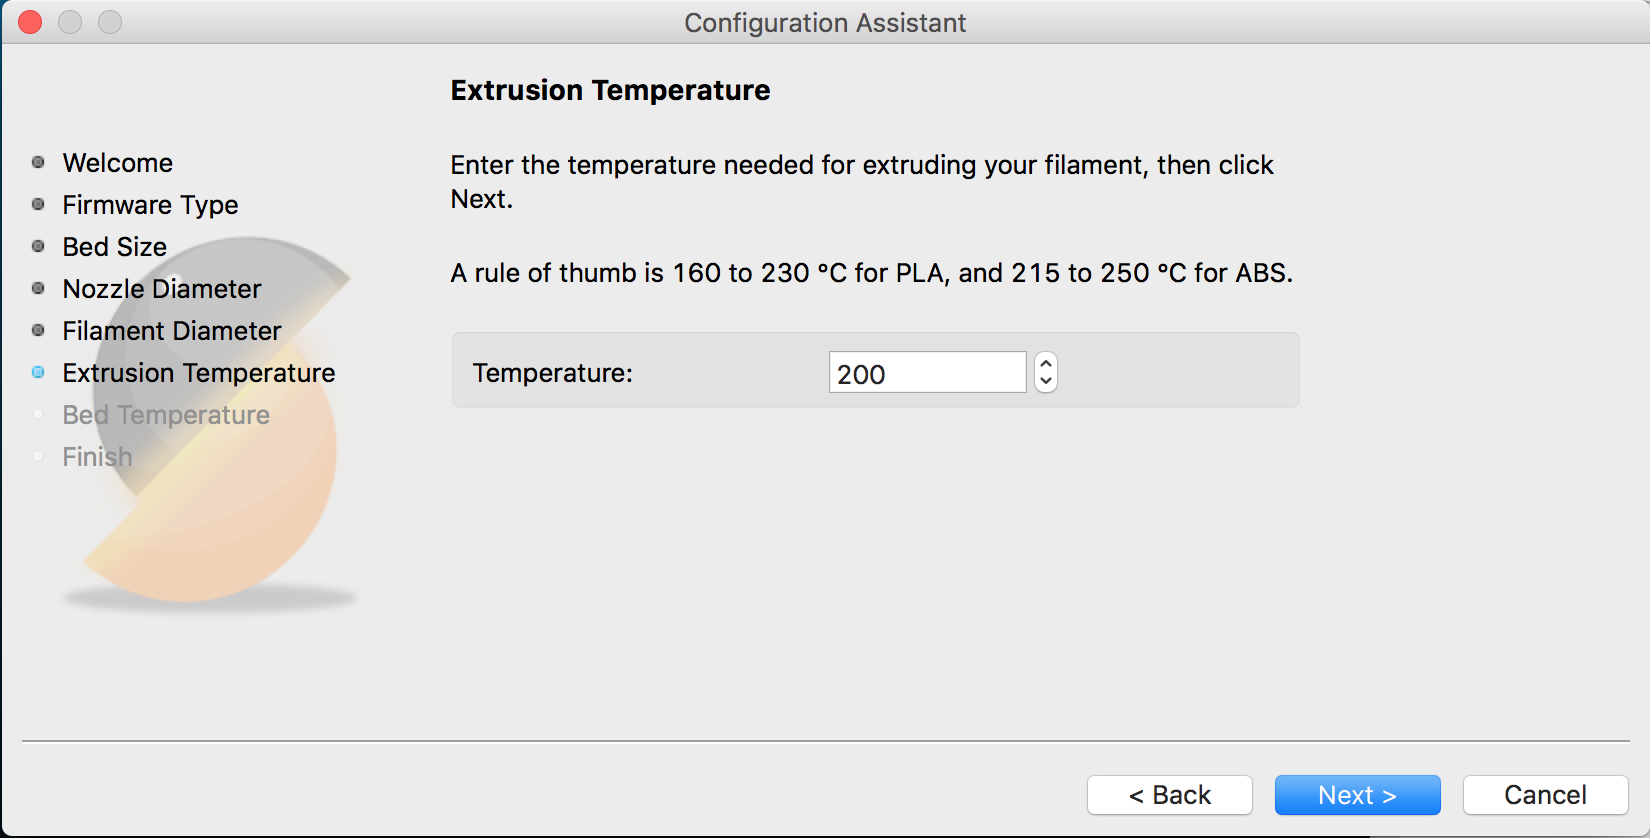 Configuration Assistant
Welcome
Firmware Type
Bed Size
Nozzle Diameter
Filament Diameter
Extrusion Temperature
Bed Temperature
Finish
Extrusion Temperature
Enter the temperature needed for extruding your filament, then click
Next.
A rule of thumb is 160 to 230 °C for PLA, and 215 to 250 °C for ABS.
Temperature: 200
< Back Next > Cancel